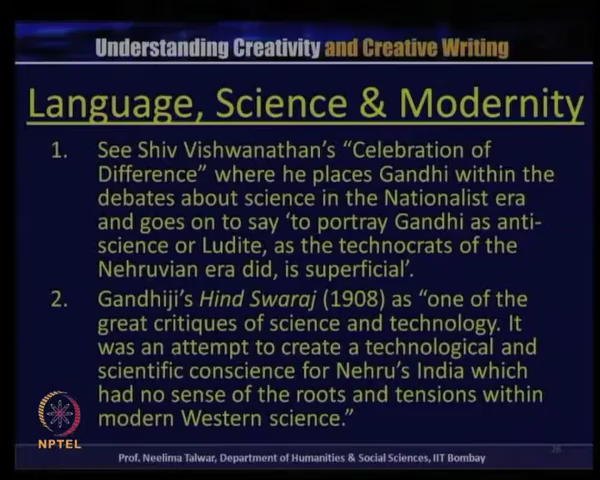 Understanding Creativity and Creative Writing
Language, Science & Modernity
1. See Shiv Vishwanathan's "Celebration of
Difference" where he places Gandhi within the
debates about science in the Nationalist era
and goes on to say 'to portray Gandhi as anti-
science or Ludite, as the technocrats of the
Nehruvian era did, is superficial'.
2. Gandhiji's Hind Swaraj (1908) as "one of the
great critiques of science and technology. It
was an attempt to create a technological and
scientific conscience for Nehru's India which
had no sense of the roots and tensions within
modern Western science."
NPTEL
Prof. Neelima Talwar, Department of Humanities & Social Sciences, IIT Bombay